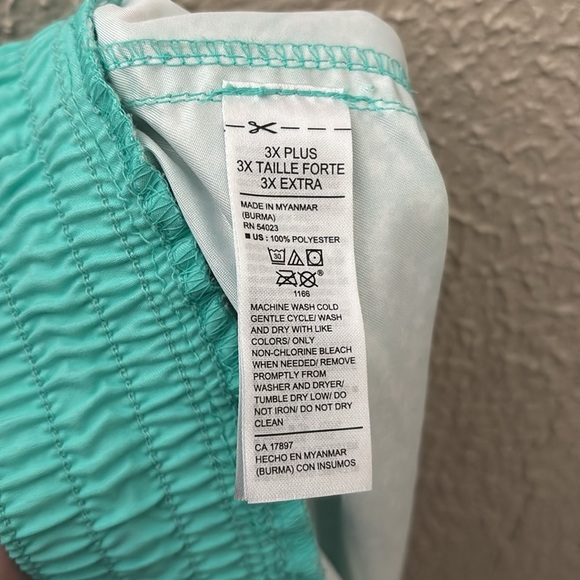 3X PLUS
3X TAILLE FORTE
3X EXTRA
MADE IN MYANMAR
(BURMA)
RN 54023
■ US : 100% POLYESTER
30
®
1166
MACHINE WASH COLD
GENTLE CYCLE/ WASH
AND DRY WITH LIKE
COLORS/ ONLY
NON-CHLORINE BLEACH
WHEN NEEDED/ REMOVE
PROMPTLY FROM
WASHER AND DRYER/
TUMBLE DRY LOW/ DO
NOT IRON/ DO NOT DRY
CLEAN
CA 17897
HECHO EN MYANMAR
(BURMA) CON INSUMOS